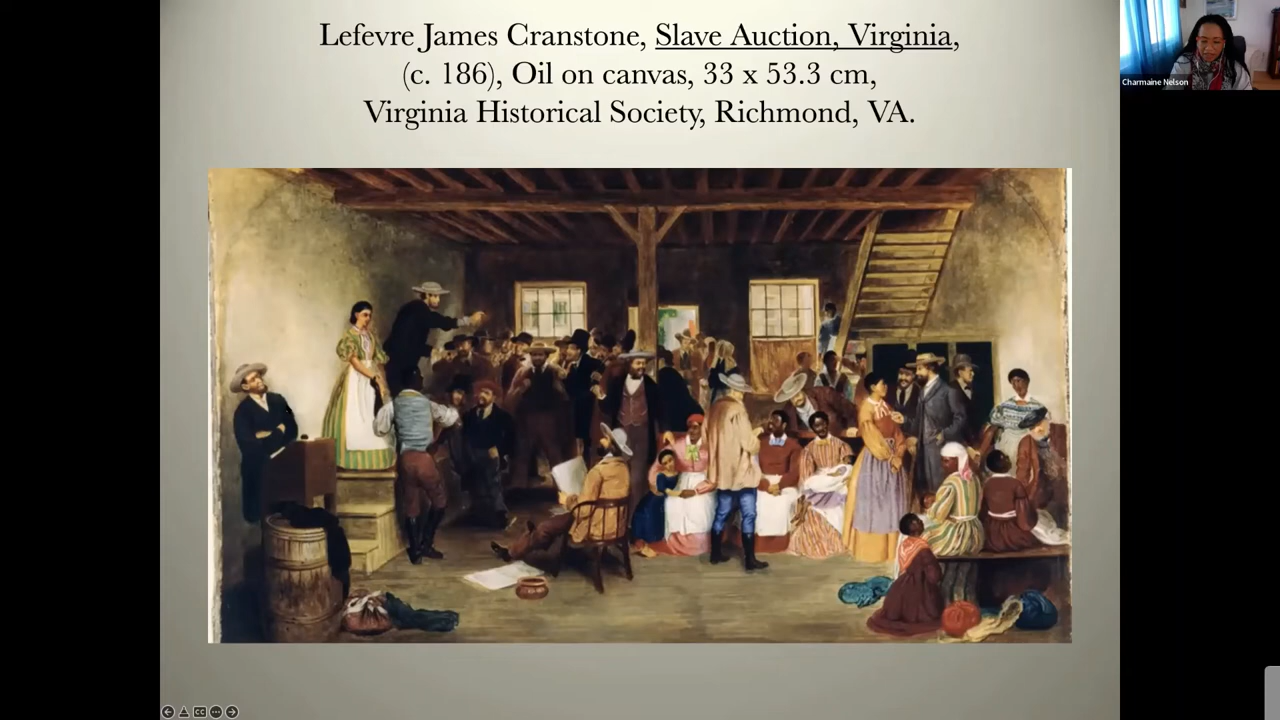 Lefevre James Cranstone, Slave Auction, Virginia,
(c. 186), Oil on canvas, 33 x 53.3 cm,
Virginia Historical Society, Richmond, VA.
Charmaine Nelson
CC